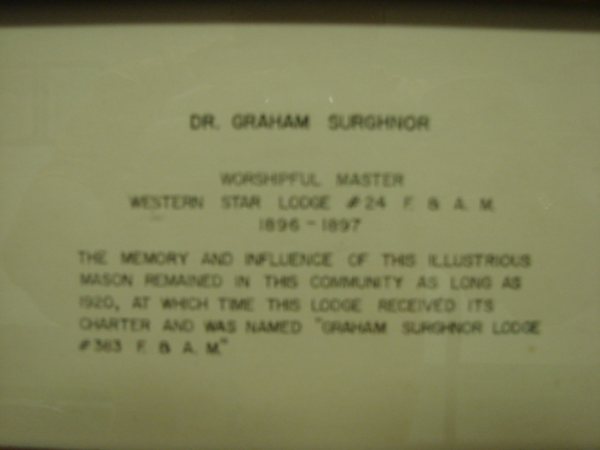 DR. GRAHAM SURGHNOR
WORSHIPFUL MASTER
WESTERN STAR LODGE #24 F. & A. M.
1896-1897
THE MEMORY AND INFLUENCE OF THIS ILLUSTRIOUS
MASON REMAINED IN THIS COMMUNITY AS LONG AS
1920, AT WHICH TIME THIS LODGE RECEIVED ITS
CHARTER AND WAS NAMED "GRAHAM SURGHNOR LODGE
#383 F. & A. M."